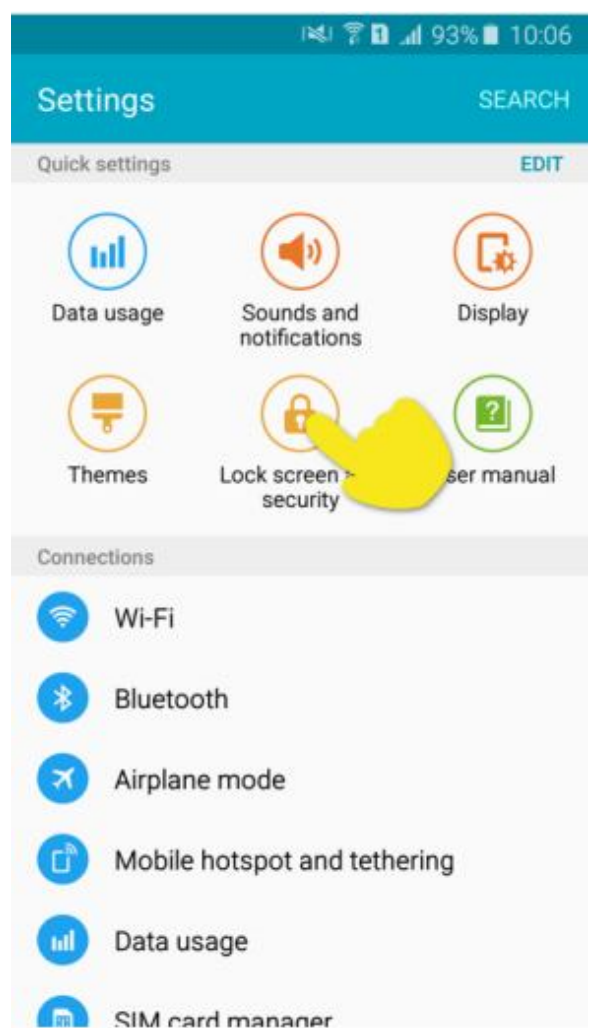 1 93% 10:06
Settings SEARCH
Quick settings EDIT
Data usage
Sounds and
notifications
Display
Themes
Lock screen
security
ser manual
Connections
Wi-Fi
Bluetooth
Airplane mode
Mobile hotspot and tethering
Data usage
SIM card manager